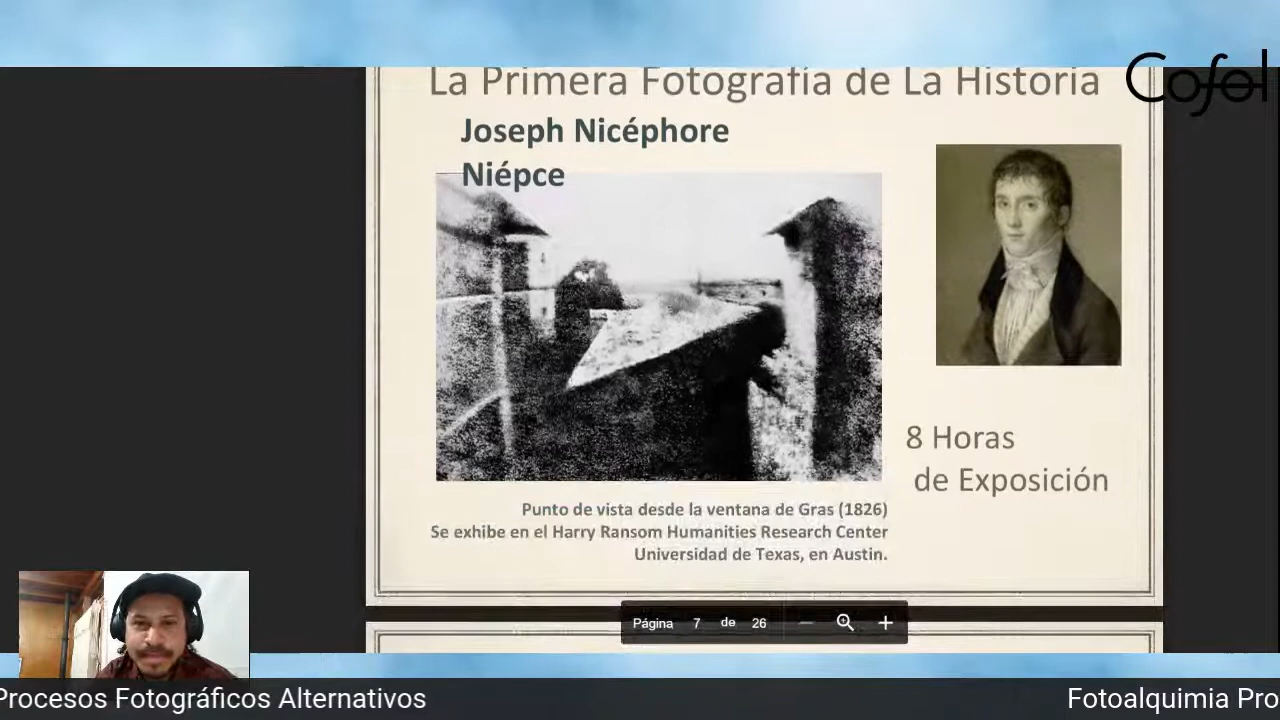 La Primera Fotografía de La Historia
Cofol
Joseph Nicéphore
Niépce
8 Horas
de Exposición
Punto de vista desde la ventana de Gras (1826)
Se exhibe en el Harry Ransom Humanities Research Center
Universidad de Texas, en Austin.
Página 7 de 26
Procesos Fotográficos Alternativos
Fotoalquimia Pro